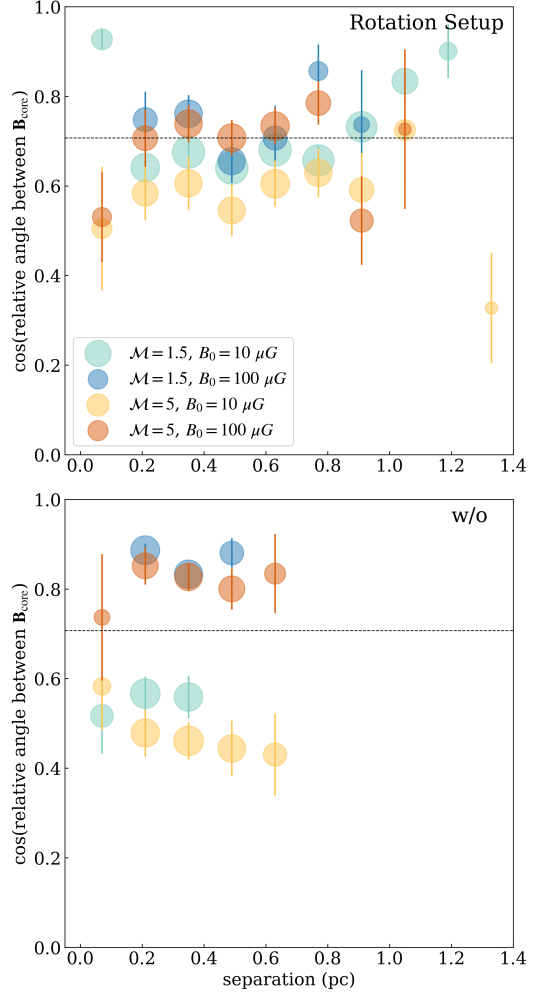 Rotation Setup
1.0
0.8
0.6
0.4
0.2
0.0
cos(relative angle between B_core)
ℳ = 1.5, B₀ = 10 μG
ℳ = 1.5, B₀ = 100 μG
ℳ = 5, B₀ = 10 μG
ℳ = 5, B₀ = 100 μG
0.0 0.2 0.4 0.6 0.8 1.0 1.2 1.4
w/o
1.0
0.8
0.6
0.4
0.2
0.0
cos(relative angle between B_core)
0.0 0.2 0.4 0.6 0.8 1.0 1.2 1.4
separation (pc)